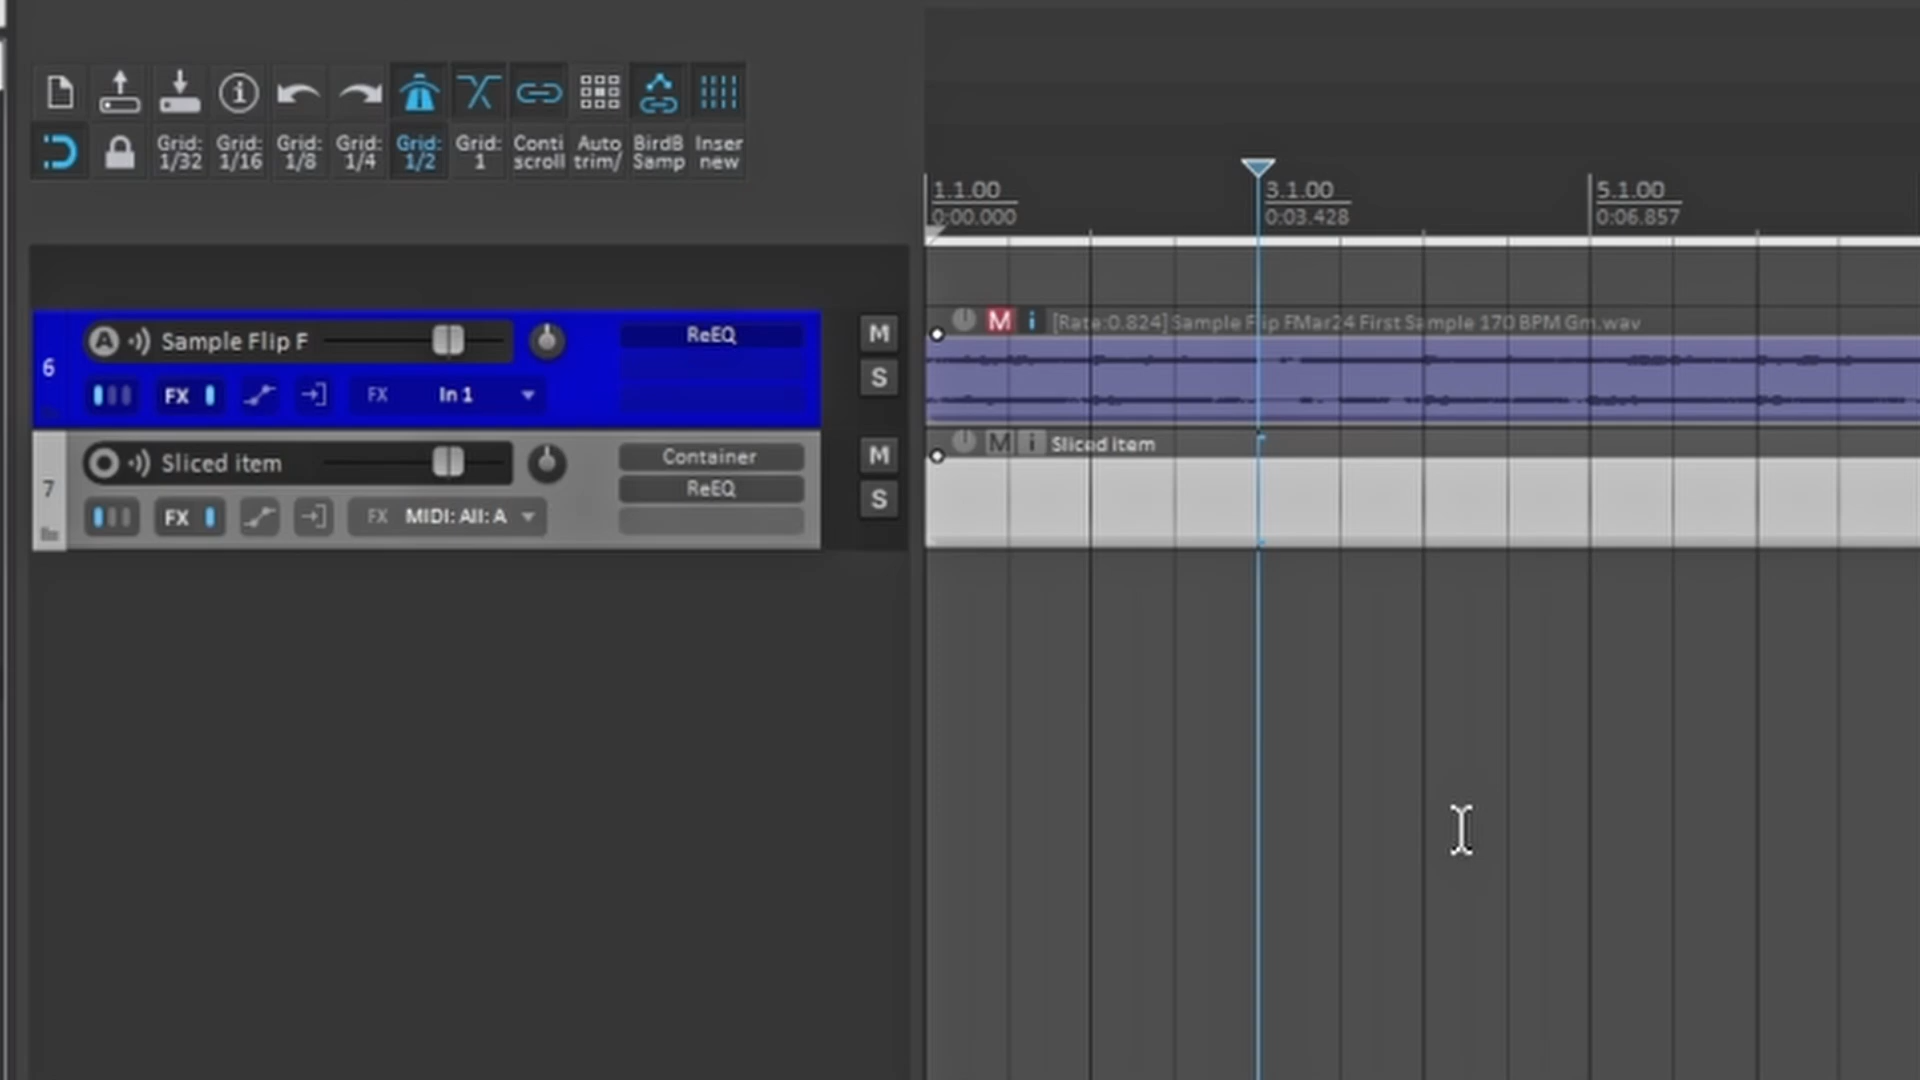 Grid: 1/32
Grid: 1/16
Grid: 1/8
Grid: 1/4
Grid: 1/2
Grid: 1
Conti scroll
Auto trim/
BirdB Samp
Inser new
1.1.00
0:00.000
3.1.00
0:03.428
5.1.00
0:06.857
6
A
Sample Flip F
FX
FX
In 1
ReEQ
M
S
M i [Rate:0.824] Sample Flip FMar24 First Sample 170 BPM Gm.wav
7
Sliced item
FX
FX
MIDI: All: A
Container
ReEQ
M
S
M i Sliced item